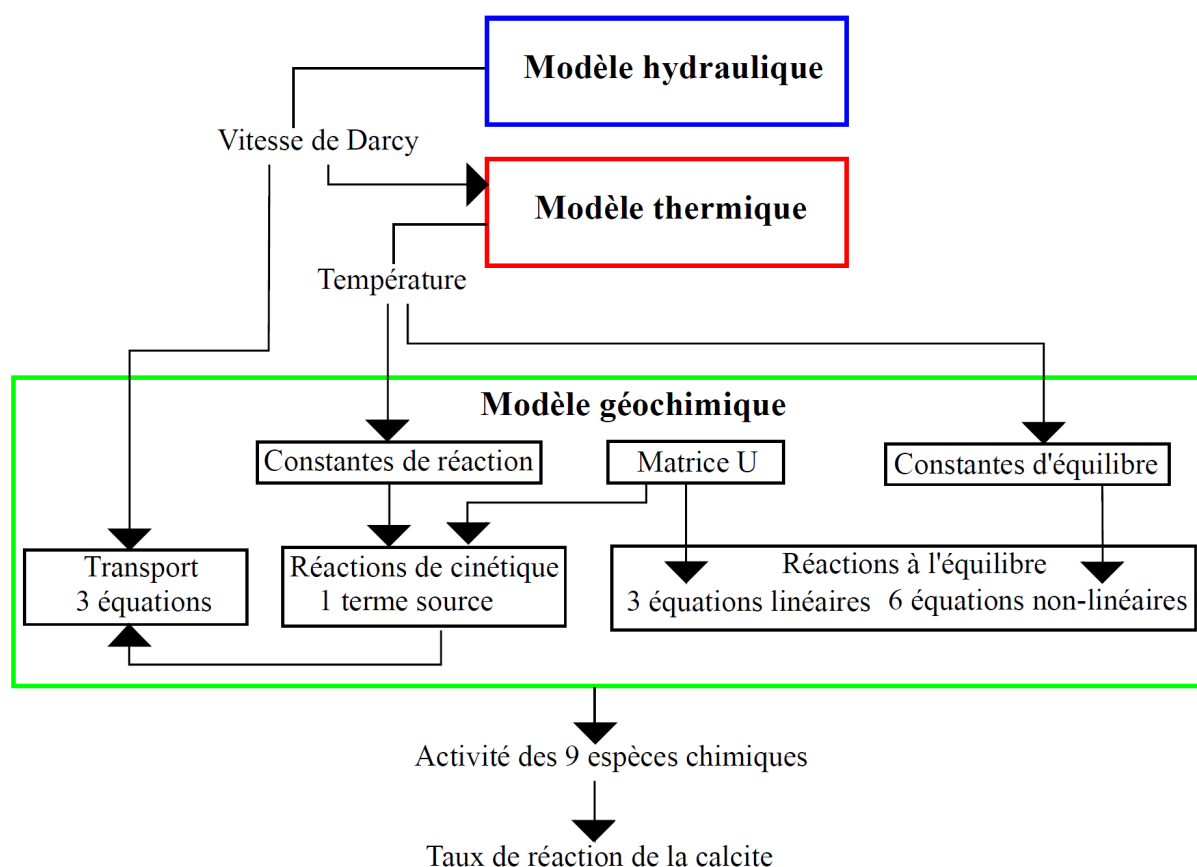 Modèle hydraulique
Vitesse de Darcy
Modèle thermique
Température
Modèle géochimique
Constantes de réaction
Matrice U
Constantes d'équilibre
Transport
3 équations
Réactions de cinétique
1 terme source
Réactions à l'équilibre
3 équations linéaires 6 équations non-linéaires
Activité des 9 espèces chimiques
Taux de réaction de la calcite